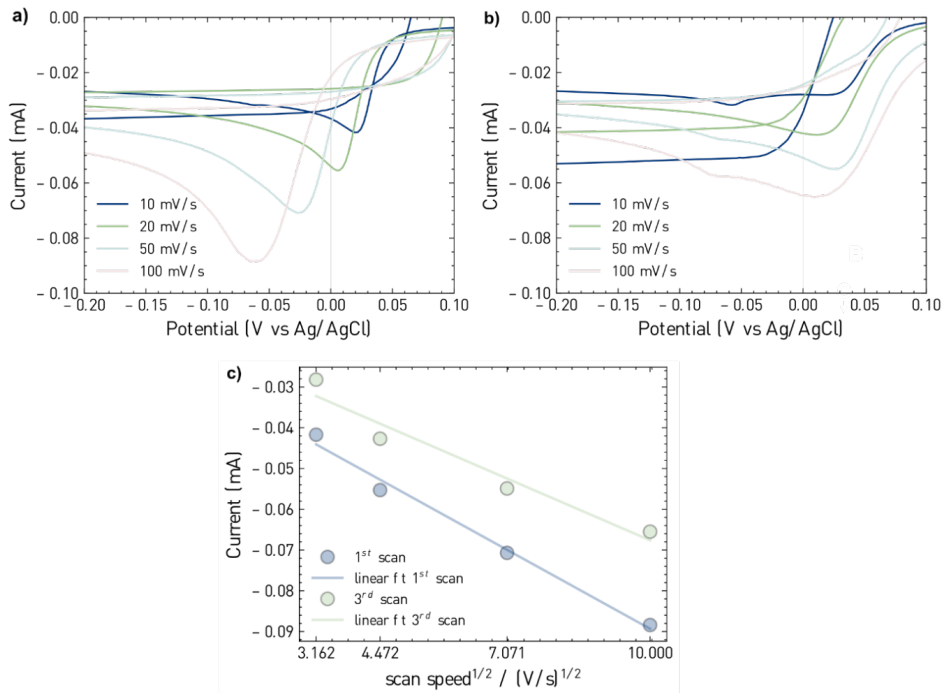 a)
0.00
− 0.02
− 0.04
− 0.06
− 0.08
− 0.10
Current (mA)
10 mV/s
20 mV/s
50 mV/s
100 mV/s
− 0.20 − 0.15 − 0.10 − 0.05 0.00 0.05 0.10
Potential (V vs Ag/AgCl)
b)
0.00
− 0.02
− 0.04
− 0.06
− 0.08
− 0.10
Current (mA)
10 mV/s
20 mV/s
50 mV/s
100 mV/s
− 0.20 − 0.15 − 0.10 − 0.05 0.00 0.05 0.10
Potential (V vs Ag/AgCl)
c)
− 0.03
− 0.04
− 0.05
− 0.06
− 0.07
− 0.08
− 0.09
Current (mA)
1st scan
linear f t 1st scan
3rd scan
linear f t 3rd scan
3.162 4.472 7.071 10.000
scan speed1/2 / (V/s)1/2